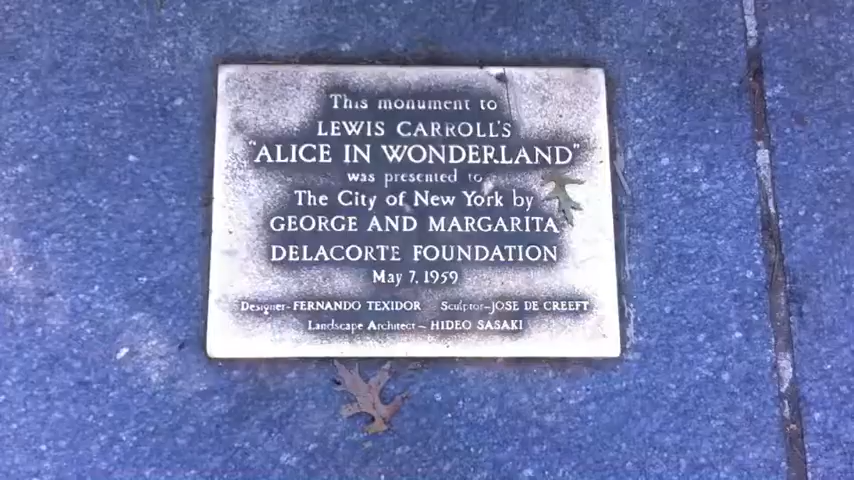 This monument to
LEWIS CARROLL'S
"ALICE IN WONDERLAND"
was presented to
The City of New York by
GEORGE AND MARGARITA
DELACORTE FOUNDATION
May 7, 1959
Designer-FERNANDO TEXIDOR Sculptor-JOSE DE CREEFT
Landscape Architect-HIDEO SASAKI